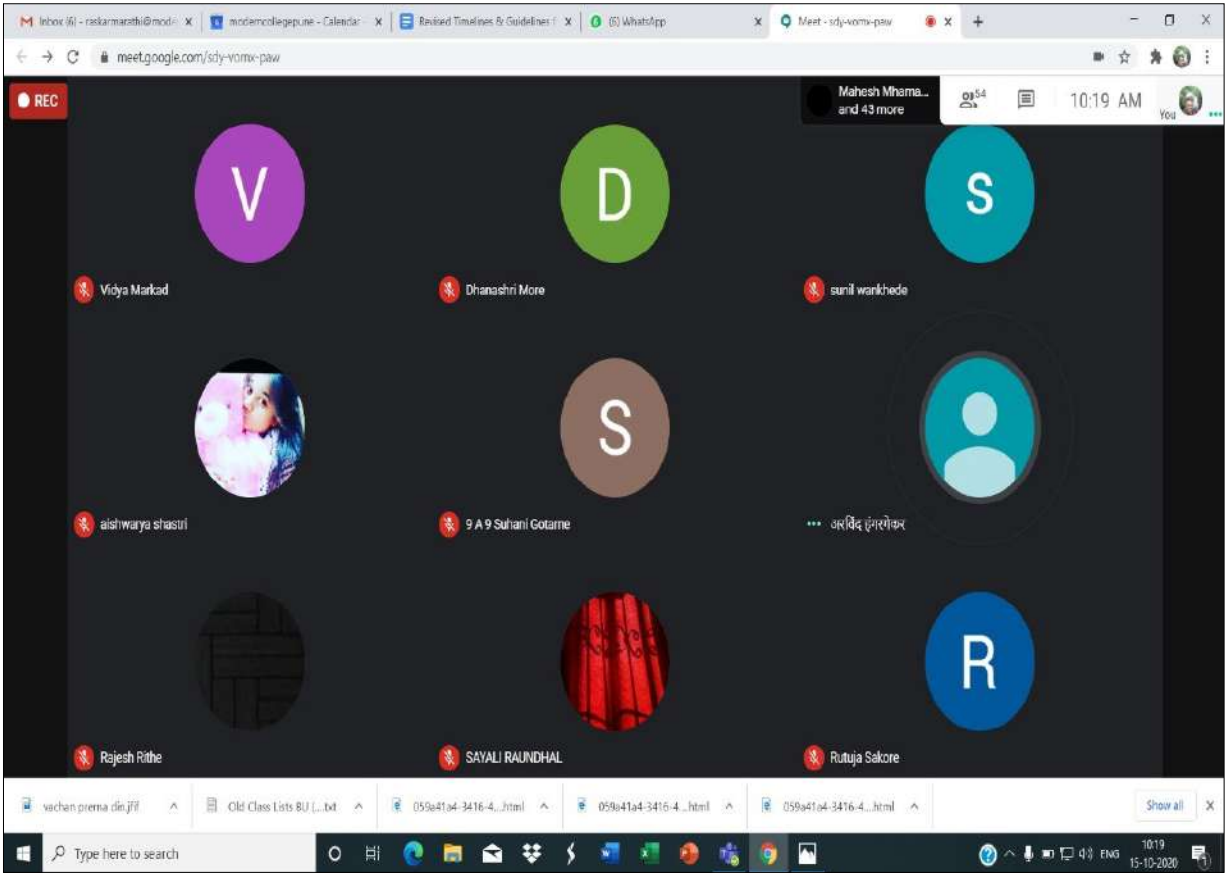 Inbox (6) - raskarmarathi@mode
moderncollegepune - Calendar -
Revised Timelines & Guidelines f
(6) WhatsApp
Meet - sdy-vomx-paw
meet.google.com/sdy-vomx-paw
REC
Mahesh Mhama...
and 43 more
54
10:19 AM
You
V
D
S
Vidya Markad
Dhanashri More
sunil wankhede
S
aishwarya shastri
9 A 9 Suhani Gotarne
अरविंद हंगरगेकर
R
Rajesh Rithe
SAYALI RAUNDHAL
Rutuja Sakore
vachan prerna din.jfif
Old Class Lists BU (....txt
059a41a4-3416-4....html
059a41a4-3416-4....html
059a41a4-3416-4....html
Show all
Type here to search
ENG
10:19
15-10-2020